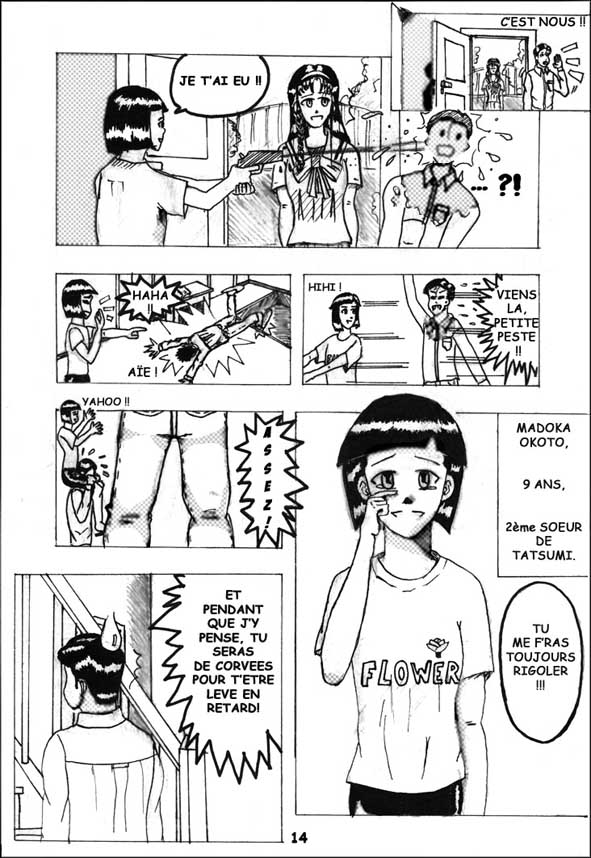 C'EST NOUS !!
JE T'AI EU !!
... ?!
HAHA
!!
AÏE !
HIHI !
VIENS
LA,
PETITE
PESTE
!!
YAHOO !!
ASSEZ!
MADOKA
OKOTO,
9 ANS,
2ème SOEUR
DE
TATSUMI.
FLOWER
TU
ME F'RAS
TOUJOURS
RIGOLER
!!!
ET
PENDANT
QUE J'Y
PENSE, TU
SERAS
DE CORVEES
POUR T'ETRE
LEVE EN
RETARD!
14